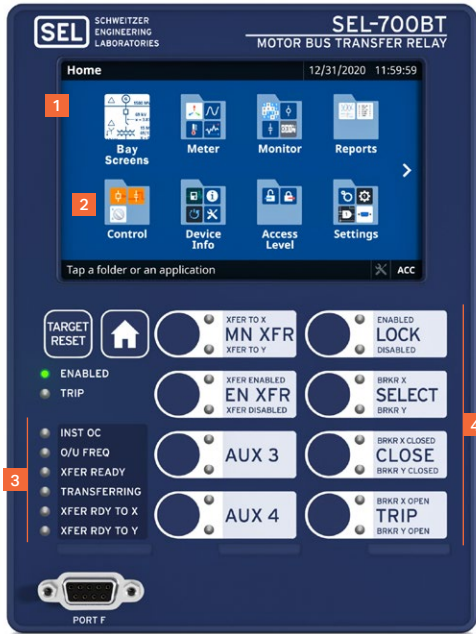 SEL SCHWEITZER
ENGINEERING
LABORATORIES
SEL-700BT
MOTOR BUS TRANSFER RELAY
Home 12/31/2020 11:59:59
1
Bay
Screens
Meter
Monitor
Reports
2
Control
Device
Info
Access
Level
Settings
Tap a folder or an application ACC
TARGET
RESET
ENABLED
TRIP
3
INST OC
O/U FREQ
XFER READY
TRANSFERRING
XFER RDY TO X
XFER RDY TO Y
XFER TO X
MN XFR
XFER TO Y
XFER ENABLED
EN XFR
XFER DISABLED
AUX 3
AUX 4
ENABLED
LOCK
DISABLED
BRKR X
SELECT
BRKR Y
BRKR X CLOSED
CLOSE
BRKR Y CLOSED
BRKR X OPEN
TRIP
BRKR Y OPEN
4
PORT F